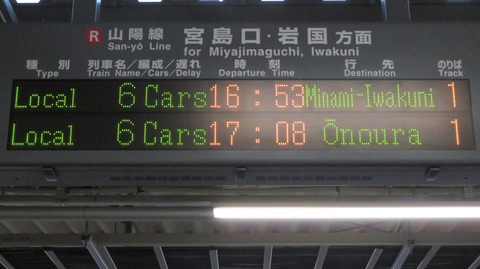 R 山陽線 宮島口・岩国 方面
San-yō Line for Miyajimaguchi, Iwakuni
種別 列車名/編成/遅れ 時刻 行先 のりば
Type Train Name/Cars/Delay Departure Time Destination Track
Local 6 Cars 16:53 Minami-Iwakuni 1
Local 6 Cars 17:08 Ōnoura 1